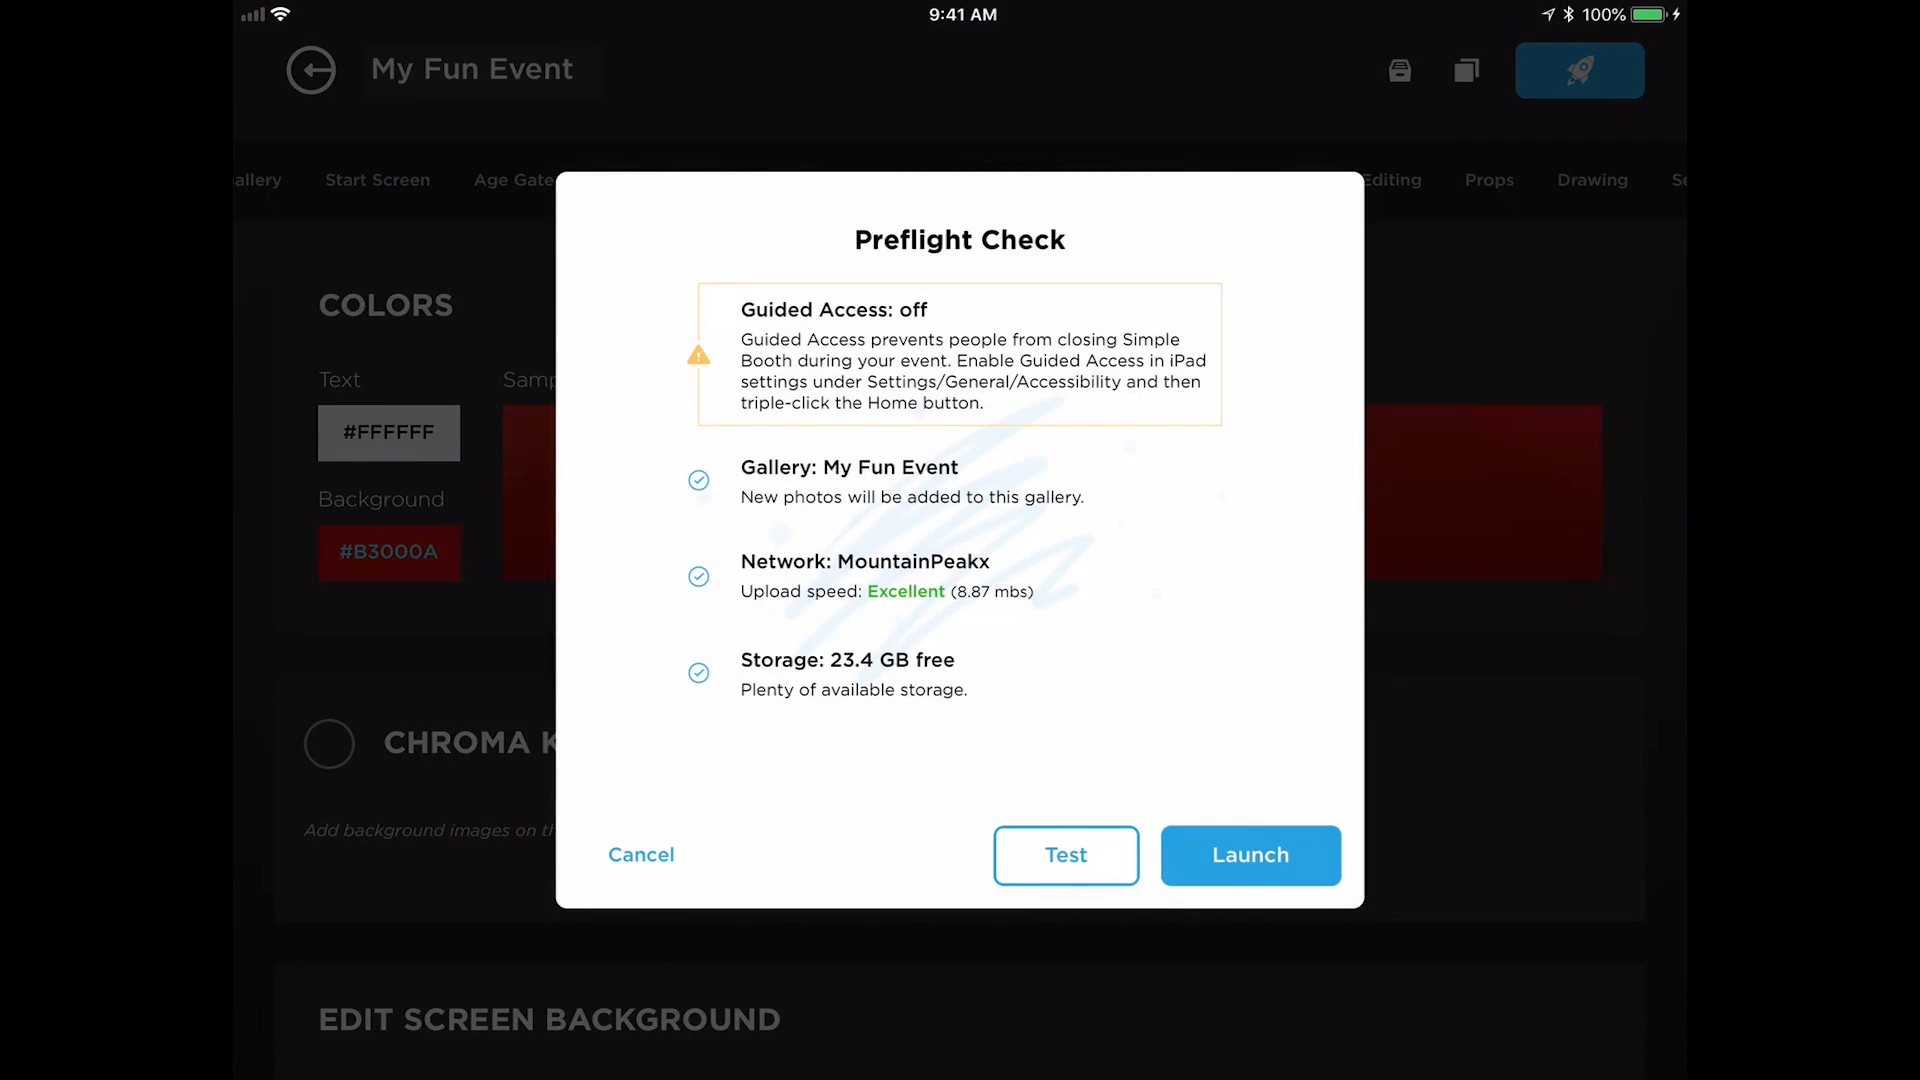 9:41 AM
100%
My Fun Event
allery
Start Screen
Age Gate
Editing
Props
Drawing
Se
Preflight Check
Guided Access: off
Guided Access prevents people from closing Simple
Booth during your event. Enable Guided Access in iPad
settings under Settings/General/Accessibility and then
triple-click the Home button.
Gallery: My Fun Event
New photos will be added to this gallery.
Network: MountainPeakx
Upload speed: Excellent (8.87 mbs)
Storage: 23.4 GB free
Plenty of available storage.
Cancel
Test
Launch
COLORS
Text
Samp
#FFFFFF
Background
#B3000A
CHROMA K
Add background images on th
EDIT SCREEN BACKGROUND